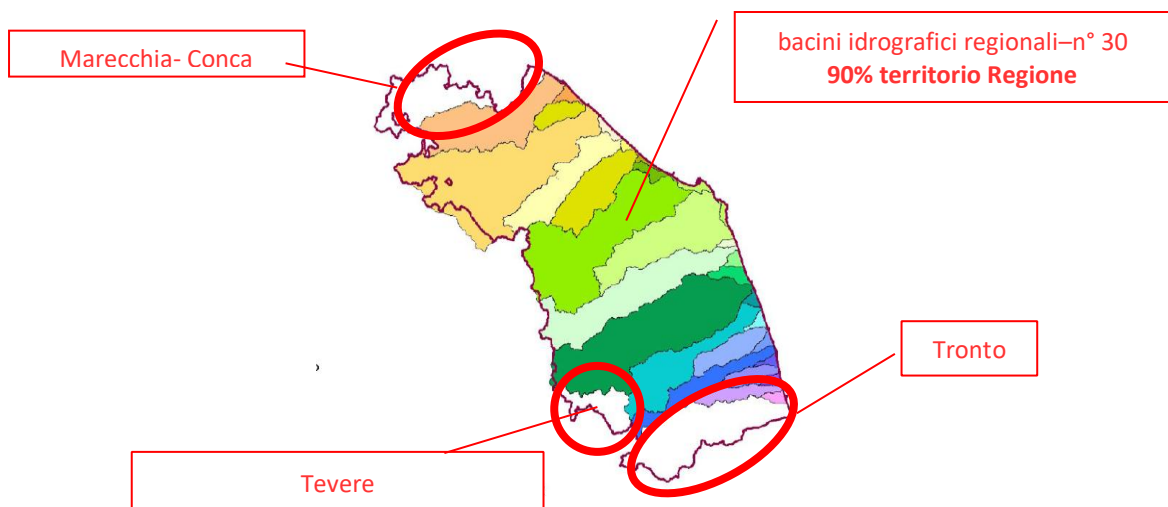 Marecchia- Conca
bacini idrografici regionali–n° 30
90% territorio Regione
Tronto
Tevere